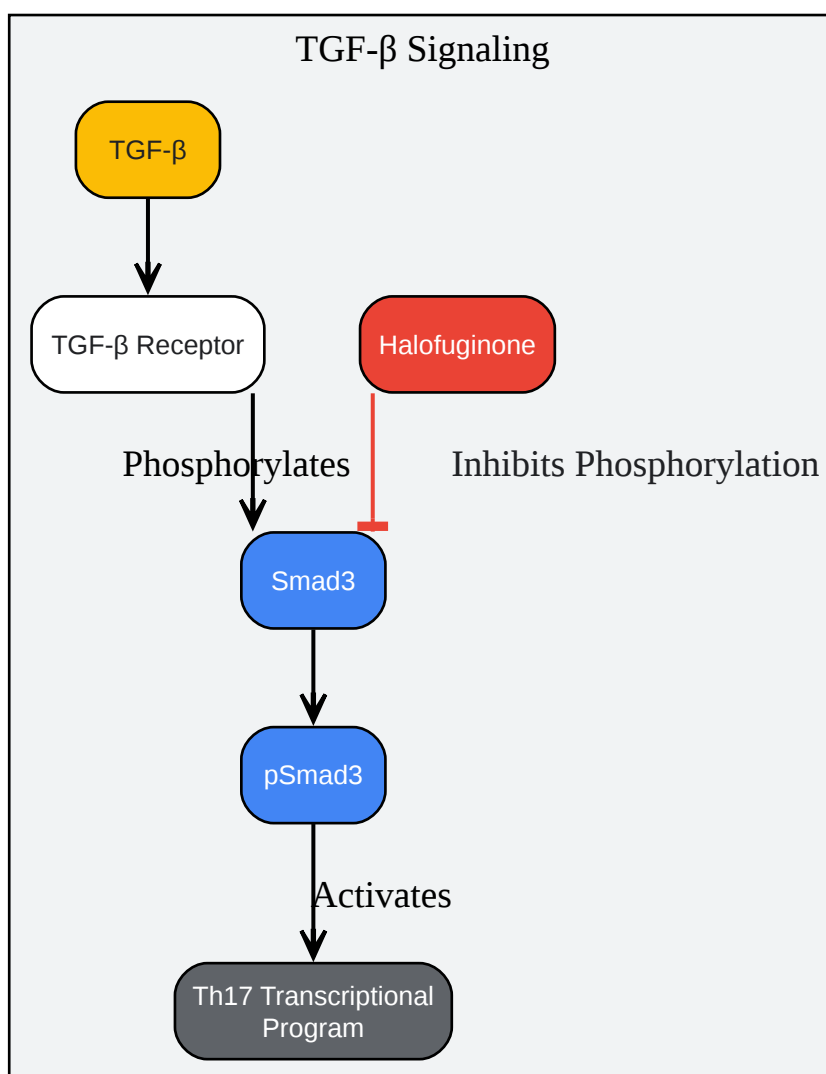 TGF-β Signaling
TGF-β
TGF-β Receptor
Halofuginone
Phosphorylates
Inhibits Phosphorylation
Smad3
pSmad3
Activates
Th17 Transcriptional
Program